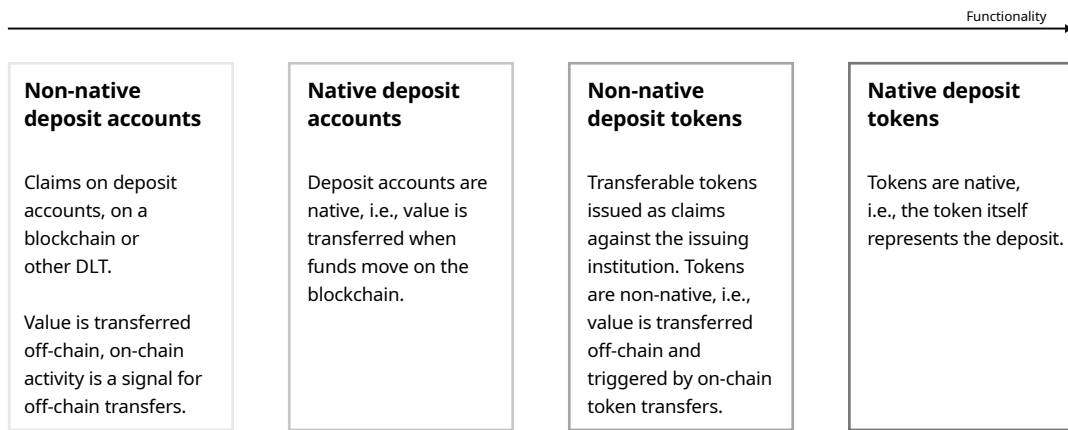 Functionality
Non-native
deposit accounts
Claims on deposit
accounts, on a
blockchain or
other DLT.
Value is transferred
off-chain, on-chain
activity is a signal for
off-chain transfers.
Native deposit
accounts
Deposit accounts are
native, i.e., value is
transferred when
funds move on the
blockchain.
Non-native
deposit tokens
Transferable tokens
issued as claims
against the issuing
institution. Tokens
are non-native, i.e.,
value is transferred
off-chain and
triggered by on-chain
token transfers.
Native deposit
tokens
Tokens are native,
i.e., the token itself
represents the deposit.